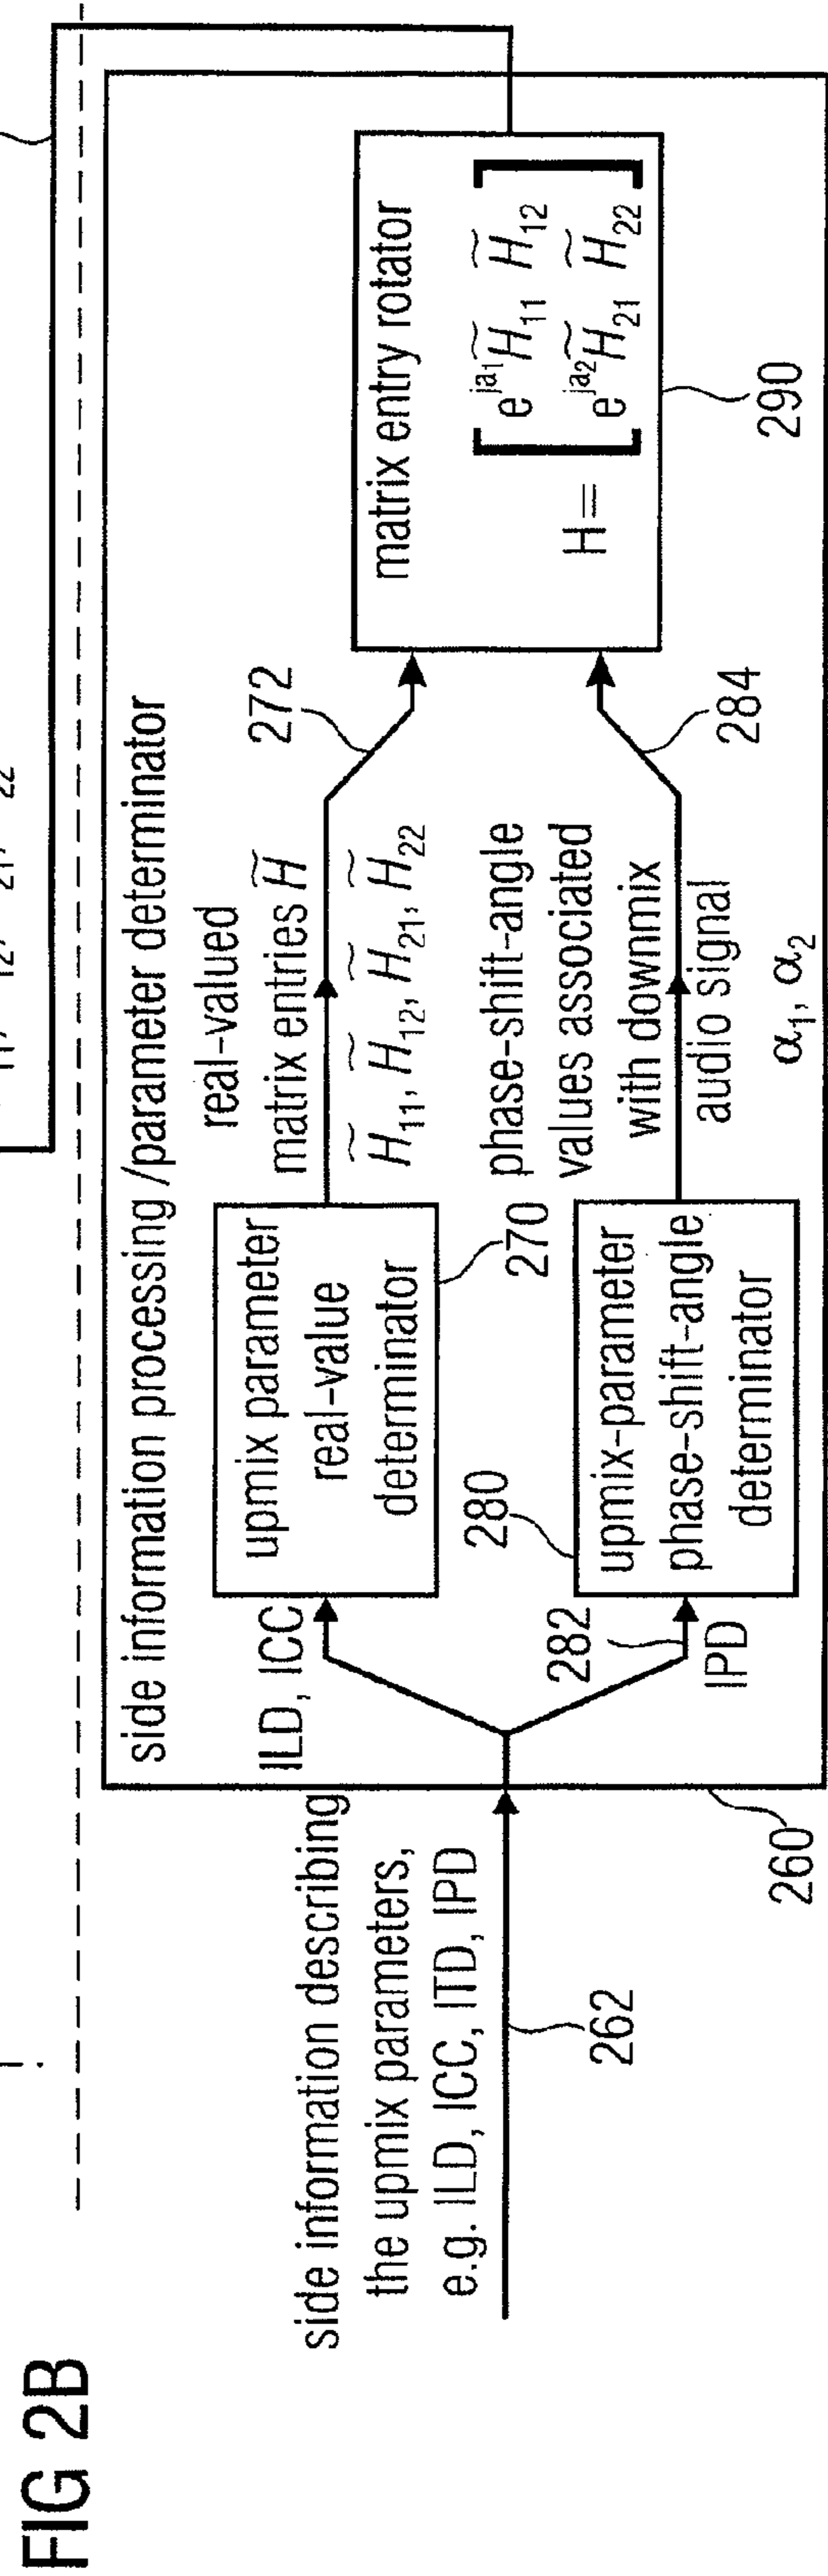 FIG 2B
side information describing
the upmix parameters,
e.g. ILD, ICC, ITD, IPD
262
260
side information processing /parameter determinator
ILD, ICC
282
IPD
upmix parameter
real-value
determinator
270
280
upmix-parameter
phase-shift-angle
determinator
real-valued
matrix entries H̃
H̃11, H̃12, H̃21, H̃22
272
phase-shift-angle
values associated
with downmix
audio signal
α1, α2
284
matrix entry rotator
H = [ e^ja1 H̃11 H̃12
e^ja2 H̃21 H̃22 ]
290